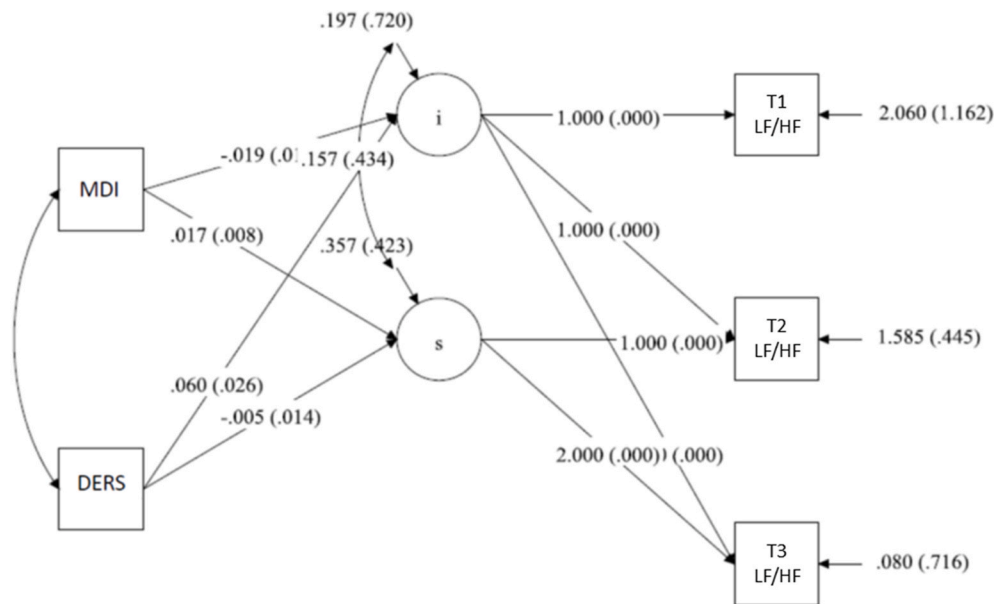 .197 (.720)
i
1.000 (.000)
T1
LF/HF
2.060 (1.162)
-.019
.157 (.434)
MDI
.017 (.008)
.357 (.423)
1.000 (.000)
s
1.000 (.000)
T2
LF/HF
1.585 (.445)
.060 (.026)
-.005 (.014)
DERS
2.000 (.000)
(.000)
T3
LF/HF
.080 (.716)